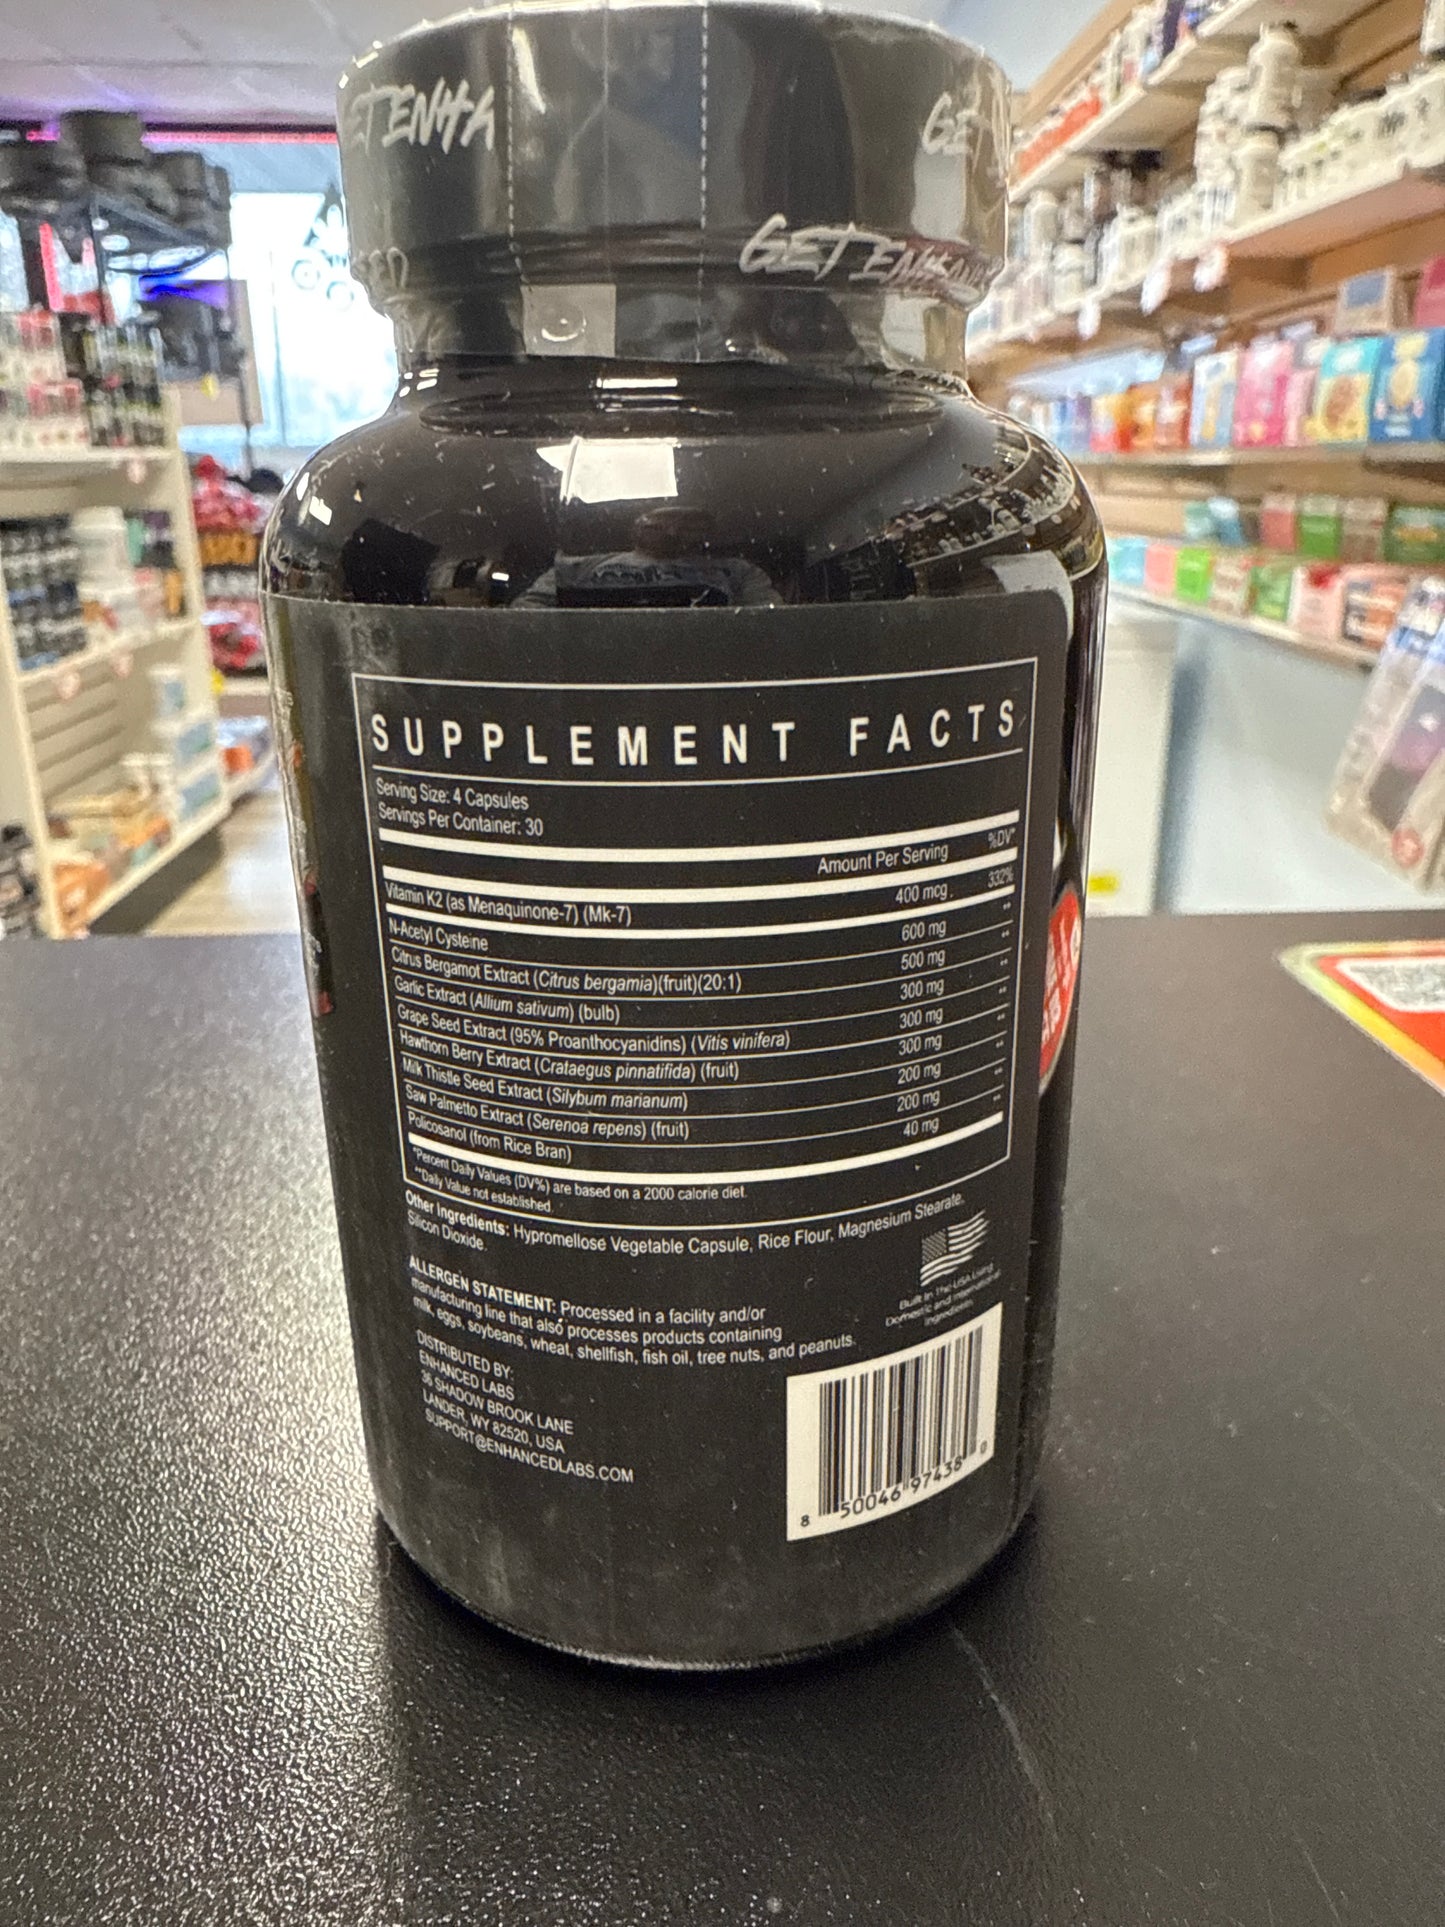 GET ENHA
GET
GET ENHANC
SUPPLEMENT FACTS
Serving Size: 4 Capsules
Servings Per Container: 30
Amount Per Serving %DV*
Vitamin K2 (as Menaquinone-7) (Mk-7) 400 mcg. 332%
N-Acetyl Cysteine 600 mg **
Citrus Bergamot Extract (Citrus bergamia)(fruit)(20:1) 500 mg **
Garlic Extract (Allium sativum) (bulb) 300 mg **
Grape Seed Extract (95% Proanthocyanidins) (Vitis vinifera) 300 mg **
Hawthorn Berry Extract (Crataegus pinnatifida) (fruit) 300 mg **
Milk Thistle Seed Extract (Silybum marianum) 200 mg **
Saw Palmetto Extract (Serenoa repens) (fruit) 200 mg **
Policosanol (from Rice Bran) 40 mg **
*Percent Daily Values (DV%) are based on a 2000 calorie diet.
**Daily Value not established.
Other Ingredients: Hypromellose Vegetable Capsule, Rice Flour, Magnesium Stearate,
Silicon Dioxide.
Built In The USA Using
Domestic and International
Ingredients
ALLERGEN STATEMENT: Processed in a facility and/or
manufacturing line that also processes products containing
milk, eggs, soybeans, wheat, shellfish, fish oil, tree nuts, and peanuts.
DISTRIBUTED BY:
ENHANCED LABS
36 SHADOW BROOK LANE
LANDER, WY 82520, USA
SUPPORT@ENHANCEDLABS.COM
8 50046 97438 0